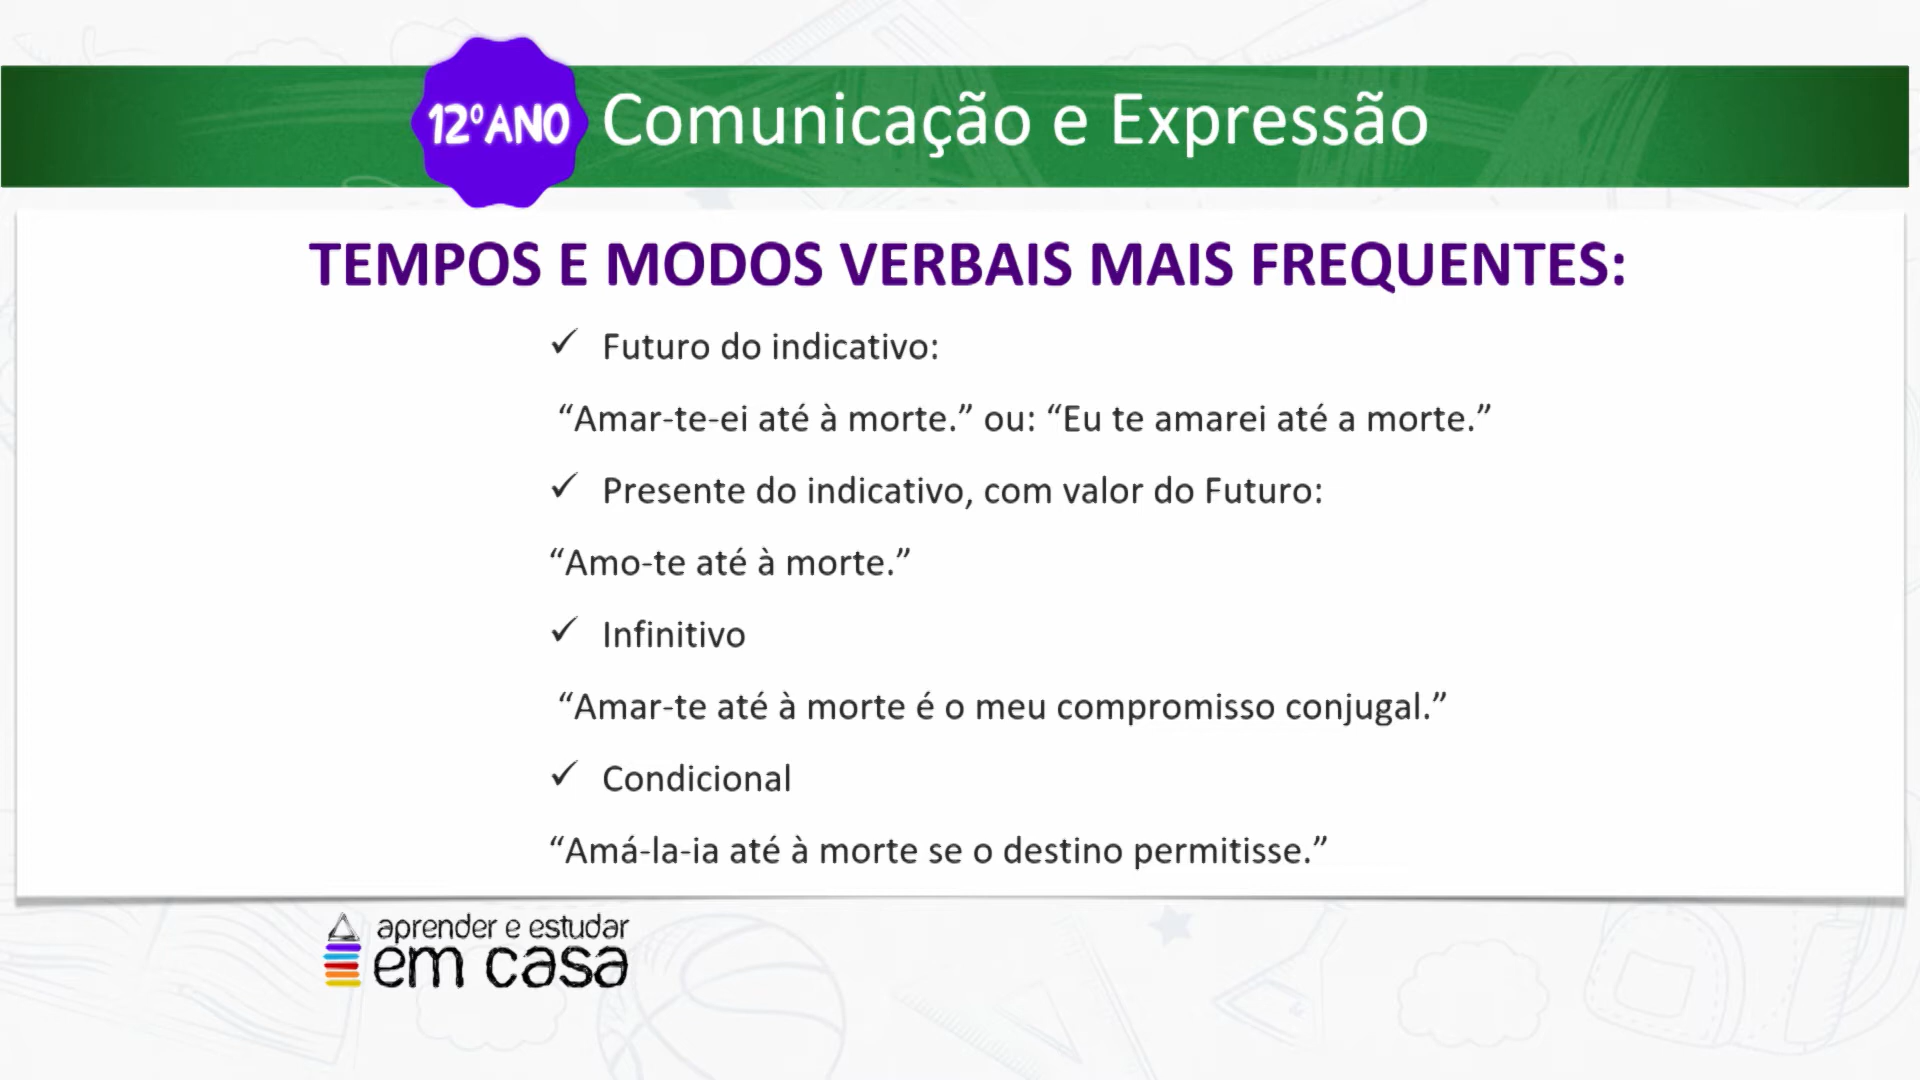 12ºANO Comunicação e Expressão
TEMPOS E MODOS VERBAIS MAIS FREQUENTES:
✓ Futuro do indicativo:
“Amar-te-ei até à morte.” ou: “Eu te amarei até a morte.”
✓ Presente do indicativo, com valor do Futuro:
“Amo-te até à morte.”
✓ Infinitivo
“Amar-te até à morte é o meu compromisso conjugal.”
✓ Condicional
“Amá-la-ia até à morte se o destino permitisse.”
aprender e estudar
em casa